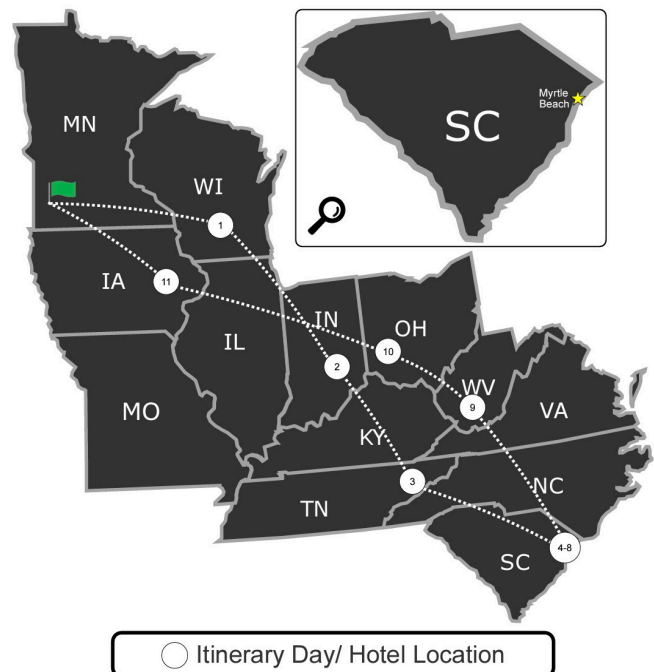 MN
WI
1
IA
11
IL
IN
OH
2
10
MO
KY
WV
9
VA
3
TN
NC
SC
4-8
SC
Myrtle
Beach
Itinerary Day/ Hotel Location